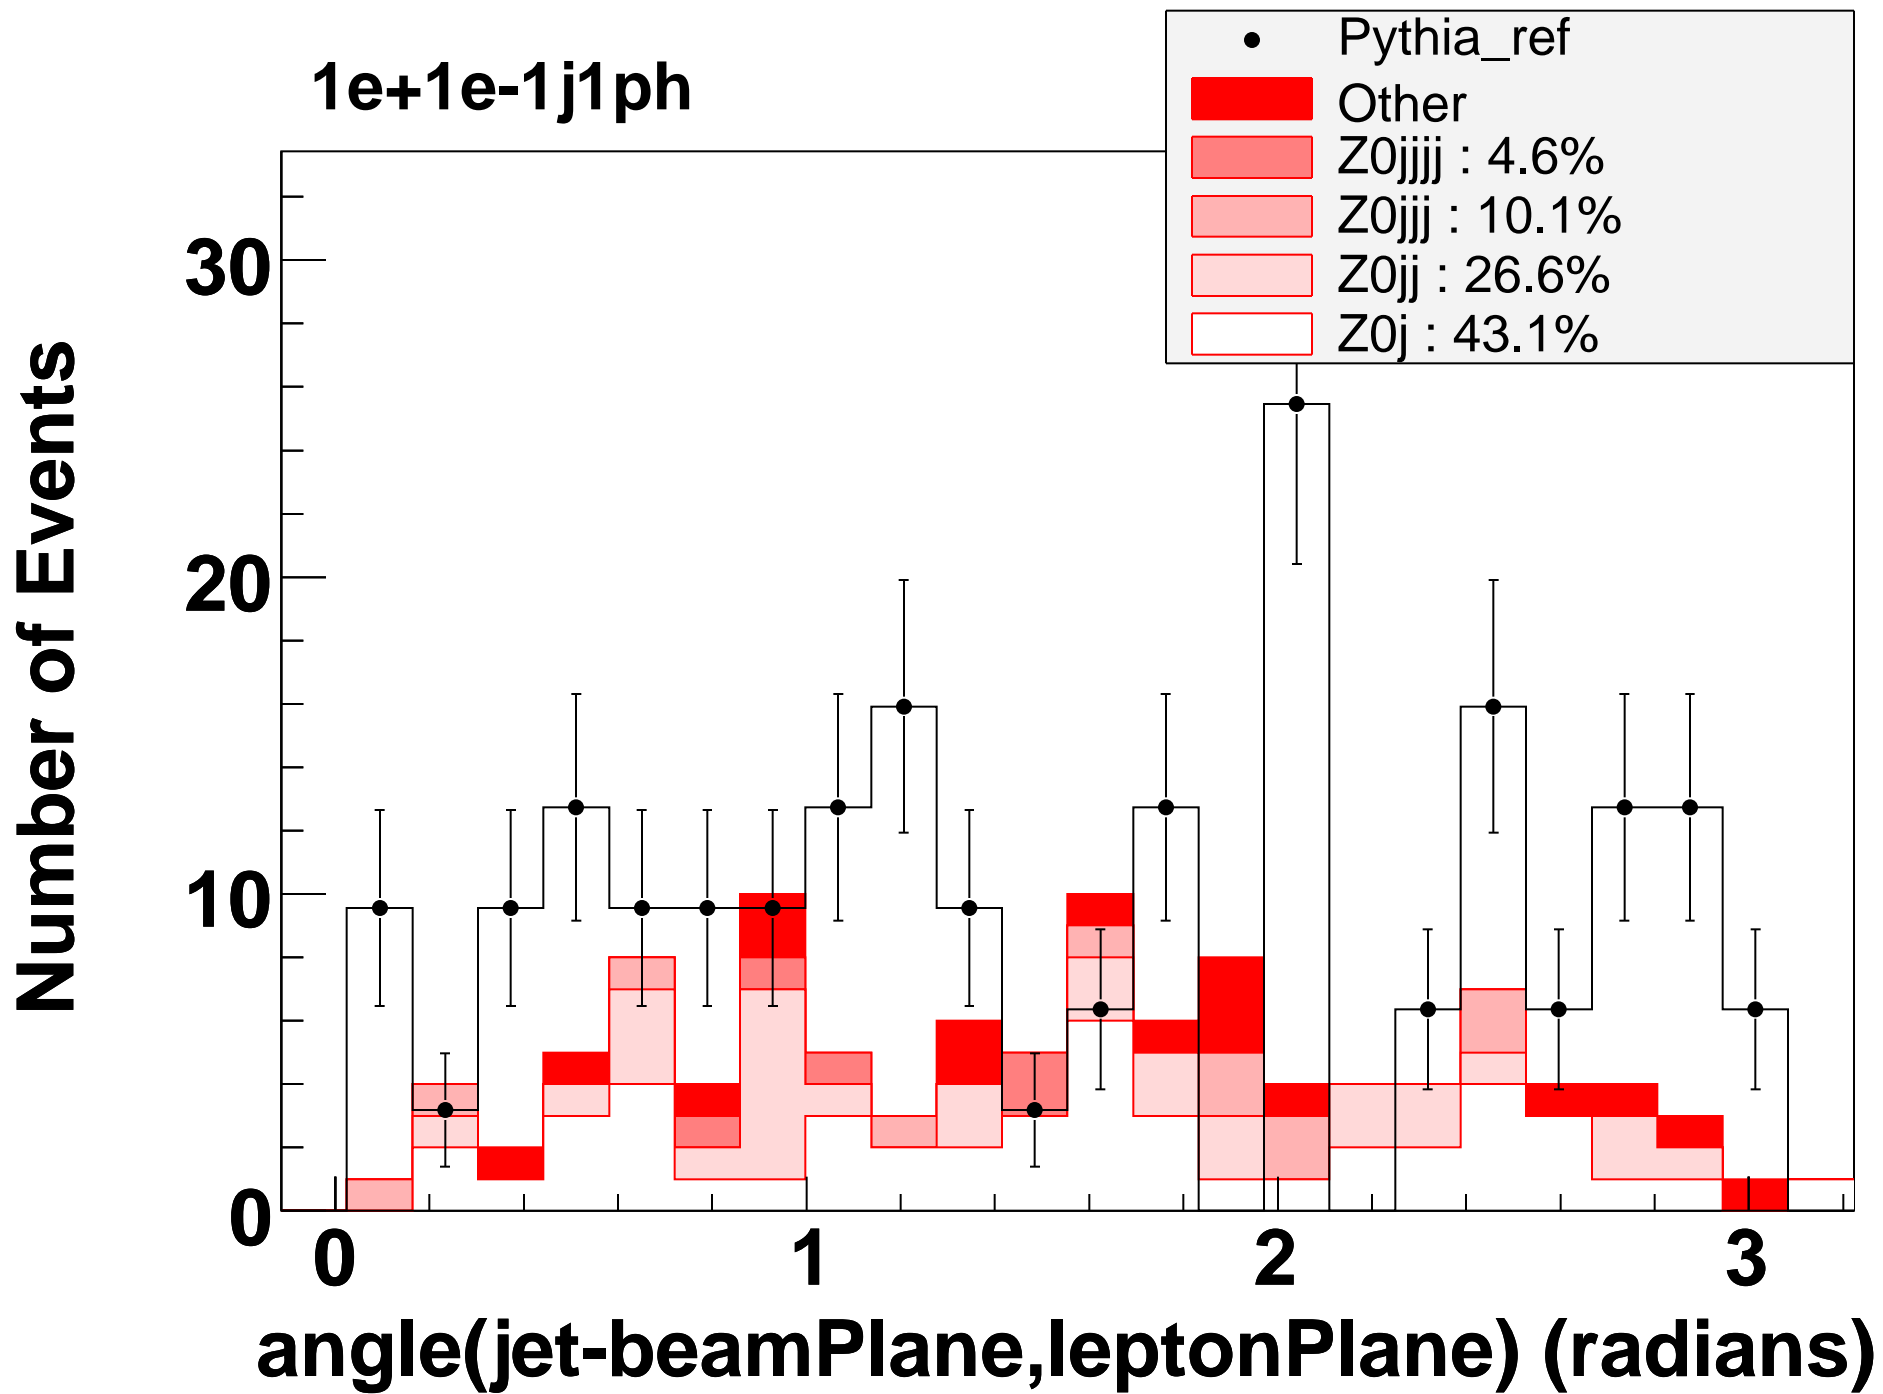 1e+1e-1j1ph
Pythia_ref
Other
Z0jjjj : 4.6%
Z0jjj : 10.1%
Z0jj : 26.6%
Z0j : 43.1%
Number of Events
30
20
10
0
0 1 2 3
angle(jet-beamPlane,leptonPlane) (radians)